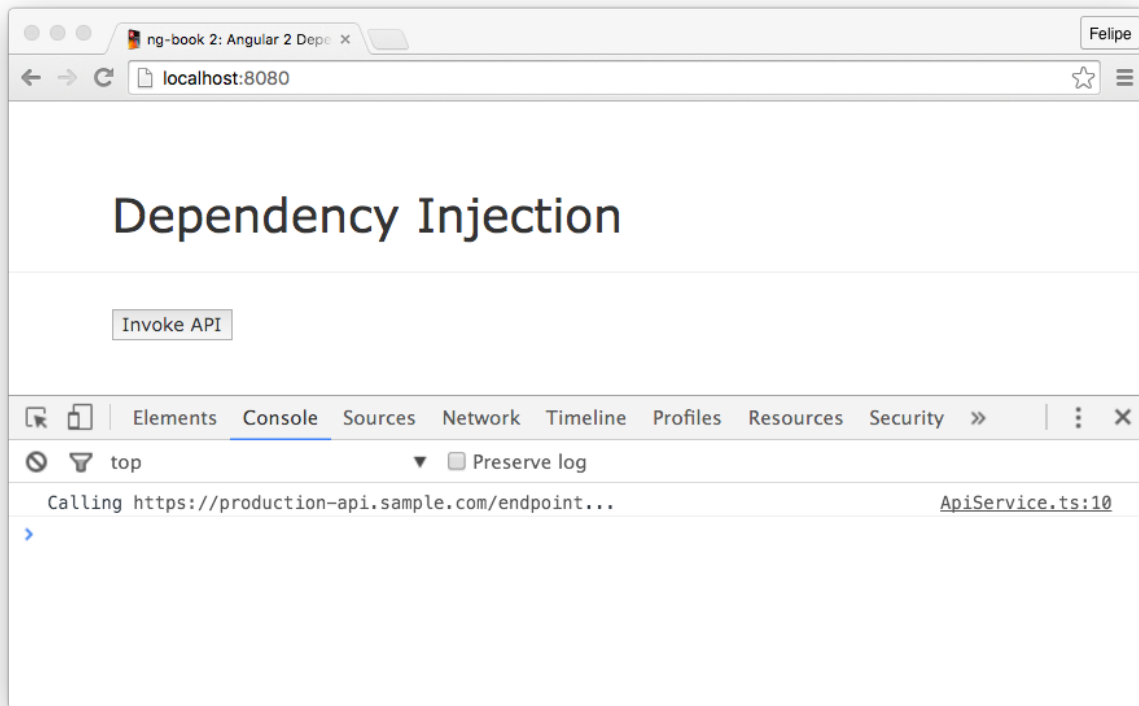 ng-book 2: Angular 2 Depe
Felipe
localhost:8080
Dependency Injection
Invoke API
Elements Console Sources Network Timeline Profiles Resources Security »
top ▼ Preserve log
Calling https://production-api.sample.com/endpoint... ApiService.ts:10